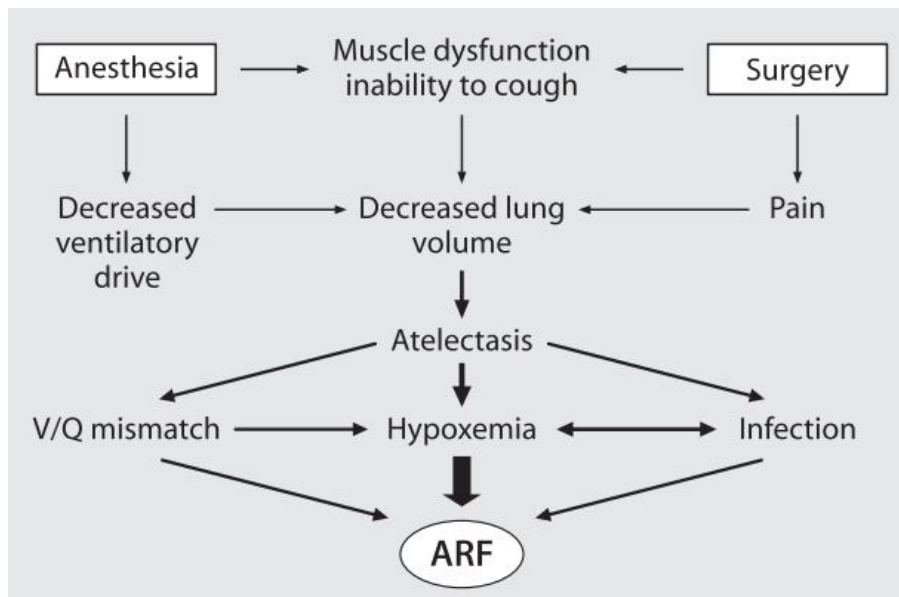 Anesthesia
Muscle dysfunction
inability to cough
Surgery
Decreased
ventilatory
drive
Decreased lung
volume
Pain
Atelectasis
V/Q mismatch
Hypoxemia
Infection
ARF